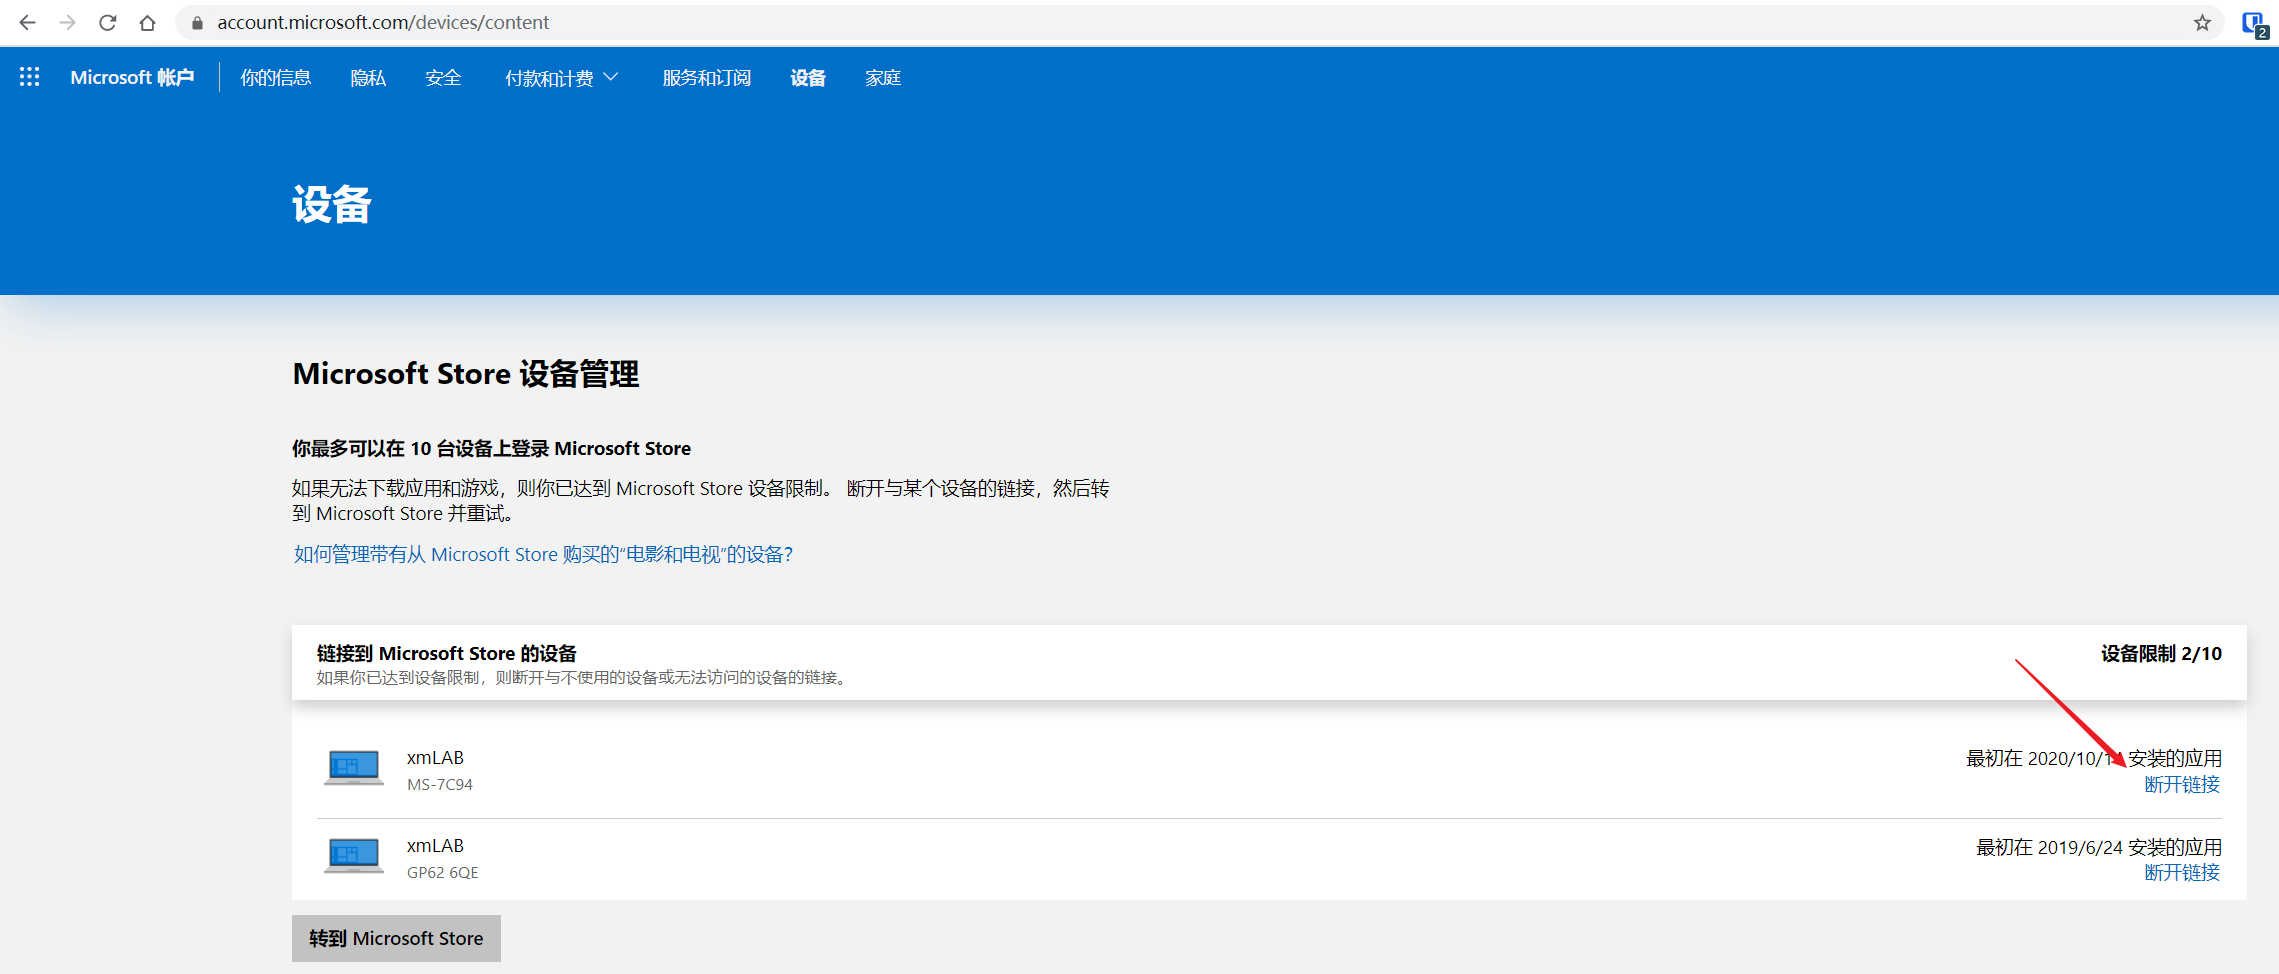 account.microsoft.com/devices/content
2
Microsoft 帐户
你的信息
隐私
安全
付款和计费
服务和订阅
设备
家庭
设备
Microsoft Store 设备管理
你最多可以在 10 台设备上登录 Microsoft Store
如果无法下载应用和游戏，则你已达到 Microsoft Store 设备限制。 断开与某个设备的链接，然后转
到 Microsoft Store 并重试。
如何管理带有从 Microsoft Store 购买的“电影和电视”的设备?
链接到 Microsoft Store 的设备
设备限制 2/10
如果你已达到设备限制，则断开与不使用的设备或无法访问的设备的链接。
xmLAB
最初在 2020/10/14 安装的应用
MS-7C94
断开链接
xmLAB
最初在 2019/6/24 安装的应用
GP62 6QE
断开链接
转到 Microsoft Store